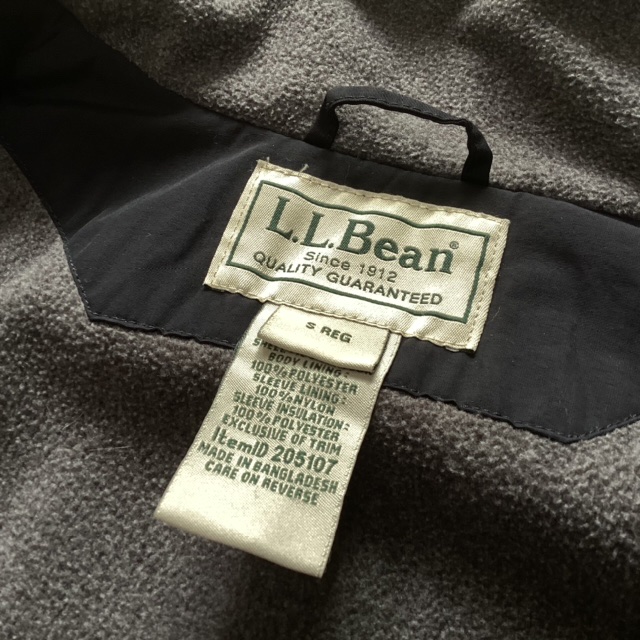 L.L.Bean®
Since 1912
QUALITY GUARANTEED
S REG
BODY LINING:
100% POLYESTER
SLEEVE LINING:
100% NYLON
SLEEVE INSULATION:
100% POLYESTER
EXCLUSIVE OF TRIM
ItemID 205107
MADE IN BANGLADESH
CARE ON REVERSE